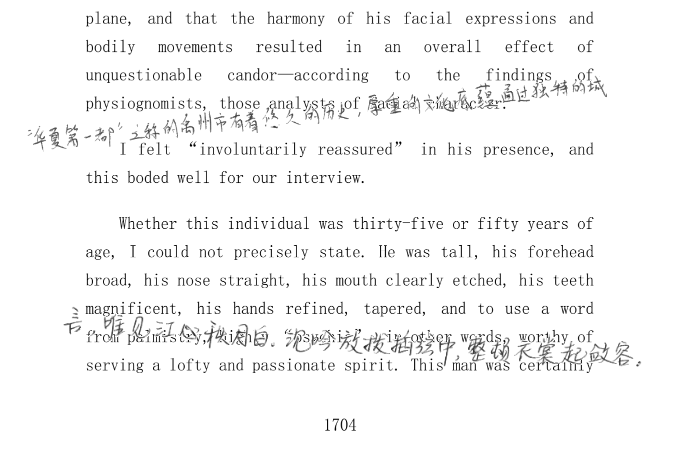 plane, and that the harmony of his facial expressions and
bodily movements resulted in an overall effect of
unquestionable candor—according to the findings of
physiognomists, those analysts of character.
"华夏第一都"之称的禹州市有着悠久的历史,厚重的文化底蕴通过独特的城
I felt “involuntarily reassured” in his presence, and
this boded well for our interview.
Whether this individual was thirty-five or fifty years of
age, I could not precisely state. He was tall, his forehead
broad, his nose straight, his mouth clearly etched, his teeth
magnificent, his hands refined, tapered, and to use a word
言。唯见江心秋月白。沉吟放拨插弦中,整顿衣裳起敛容。
from palmistry, "psychic" in other words, worthy of
serving a lofty and passionate spirit. This man was certainly
1704